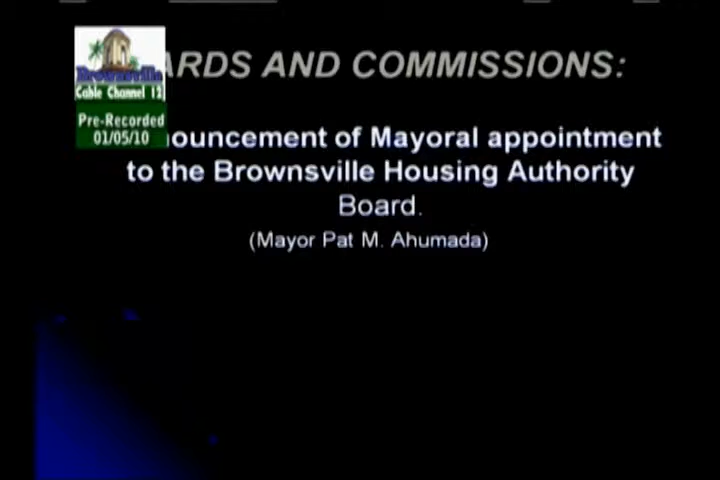 ARDS AND COMMISSIONS:
Brownsville
Cable Channel 12
Pre-Recorded
01/05/10
ouncement of Mayoral appointment
to the Brownsville Housing Authority
Board.
(Mayor Pat M. Ahumada)